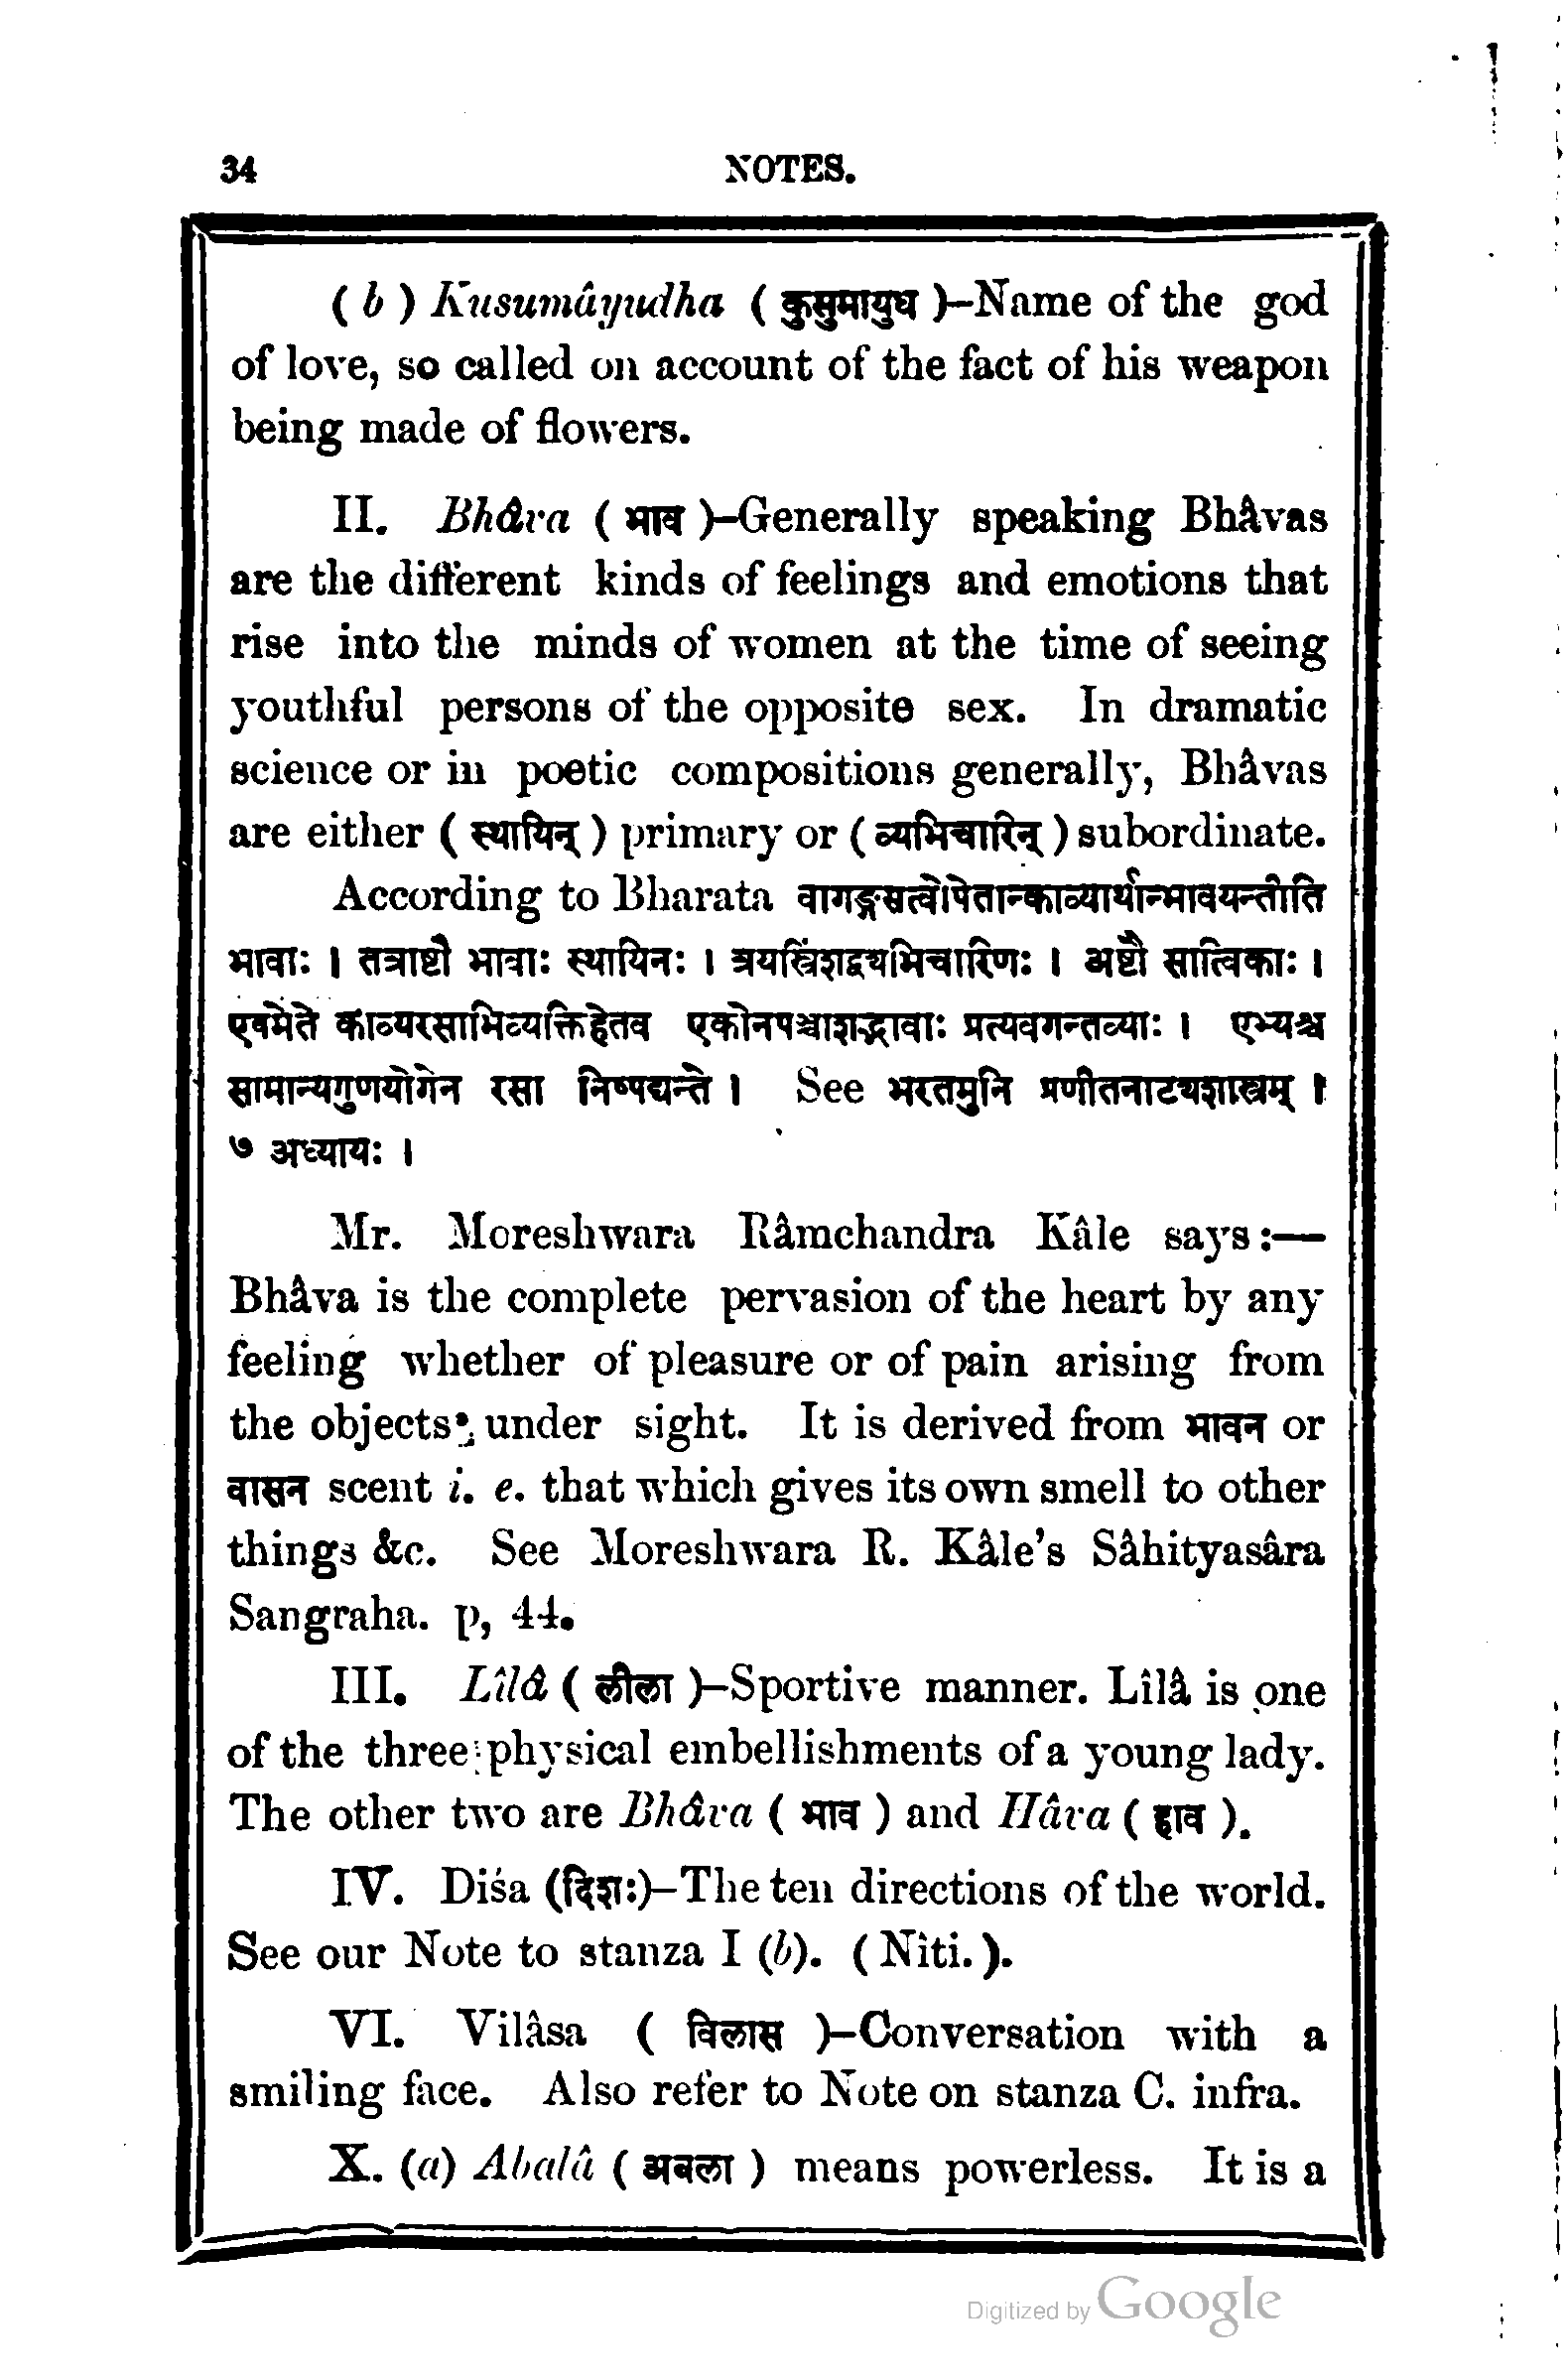 34 NOTES.
( b ) Kusumâyudha ( कुसुमायुध )–Name of the god
of love, so called on account of the fact of his weapon
being made of flowers.
II. Bhâva ( भाव )–Generally speaking Bhâvas
are the different kinds of feelings and emotions that
rise into the minds of women at the time of seeing
youthful persons of the opposite sex. In dramatic
science or in poetic compositions generally, Bhâvas
are either ( स्थायिन् ) primary or ( व्यभिचारिन् ) subordinate.
According to Bharata वागङ्गसत्वोपेतान्काव्यार्थान्भावयन्तीति
भावाः । तत्राष्टौ भावाः स्थायिनः । त्रयस्त्रिंशद्व्यभिचारिणः । अष्टौ सात्विकाः ।
एवमेते काव्यरसाभिव्यक्तिहेतव एकोनपञ्चाशद्भावाः प्रत्यवगन्तव्याः । एभ्यश्च
सामान्यगुणयोगेन रसा निष्पद्यन्ते । See भरतमुनि प्रणीतनाट्यशास्त्रम् ।
७ अध्यायः ।
Mr. Moreshwara Râmchandra Kâle says :—
Bhâva is the complete pervasion of the heart by any
feeling whether of pleasure or of pain arising from
the objects under sight. It is derived from भावन or
वासन scent i. e. that which gives its own smell to other
things &c. See Moreshwara R. Kâle's Sâhityasâra
Sangraha. p, 44.
III. Lîlâ ( लीला )–Sportive manner. Lîlâ is one
of the three physical embellishments of a young lady.
The other two are Bhâva ( भाव ) and Hâva ( हाव ).
IV. Diśa (दिशः)–The ten directions of the world.
See our Note to stanza I (b). ( Nîti. ).
VI. Vilâsa ( विलास )–Conversation with a
smiling face. Also refer to Note on stanza C. infra.
X. (a) Abalâ ( अबला ) means powerless. It is a
Digitized by Google